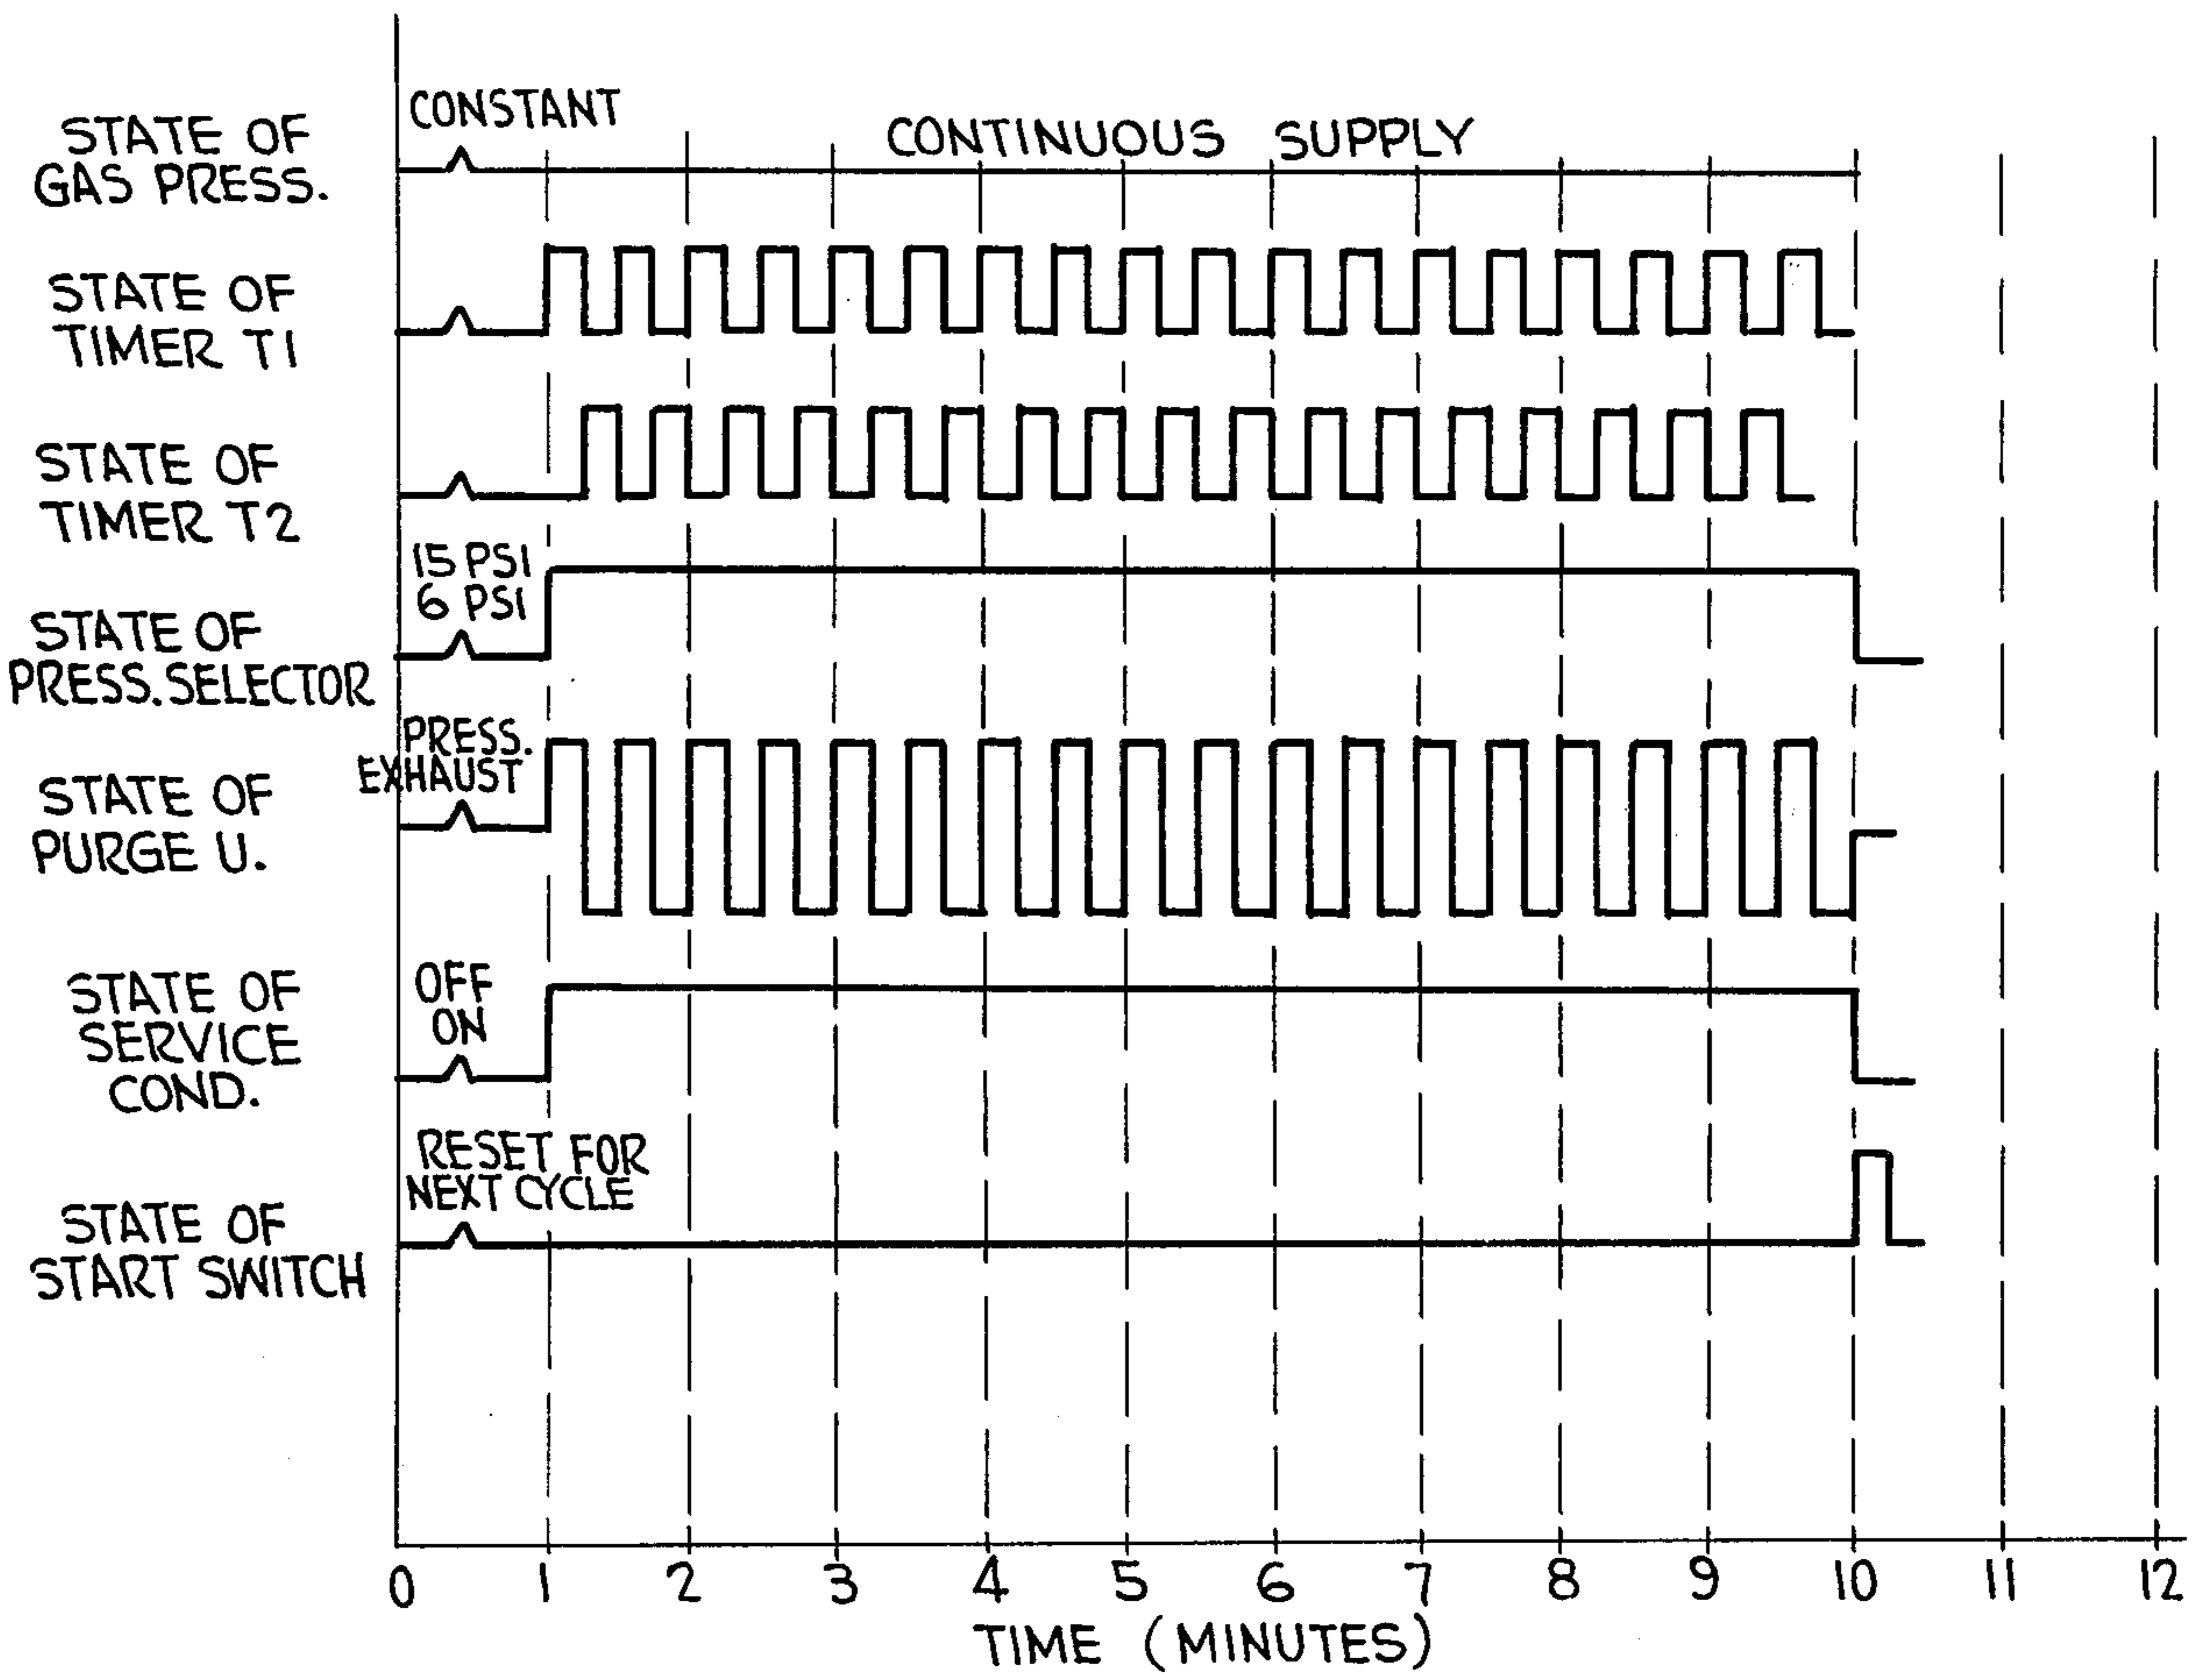 CONSTANT
STATE OF
GAS PRESS.
CONTINUOUS SUPPLY
STATE OF
TIMER T1
STATE OF
TIMER T2
15 PSI
6 PSI
STATE OF
PRESS. SELECTOR
PRESS.
EXHAUST
STATE OF
PURGE U.
OFF
ON
STATE OF
SERVICE
COND.
RESET FOR
NEXT CYCLE
STATE OF
START SWITCH
0 1 2 3 4 5 6 7 8 9 10 11 12
TIME (MINUTES)